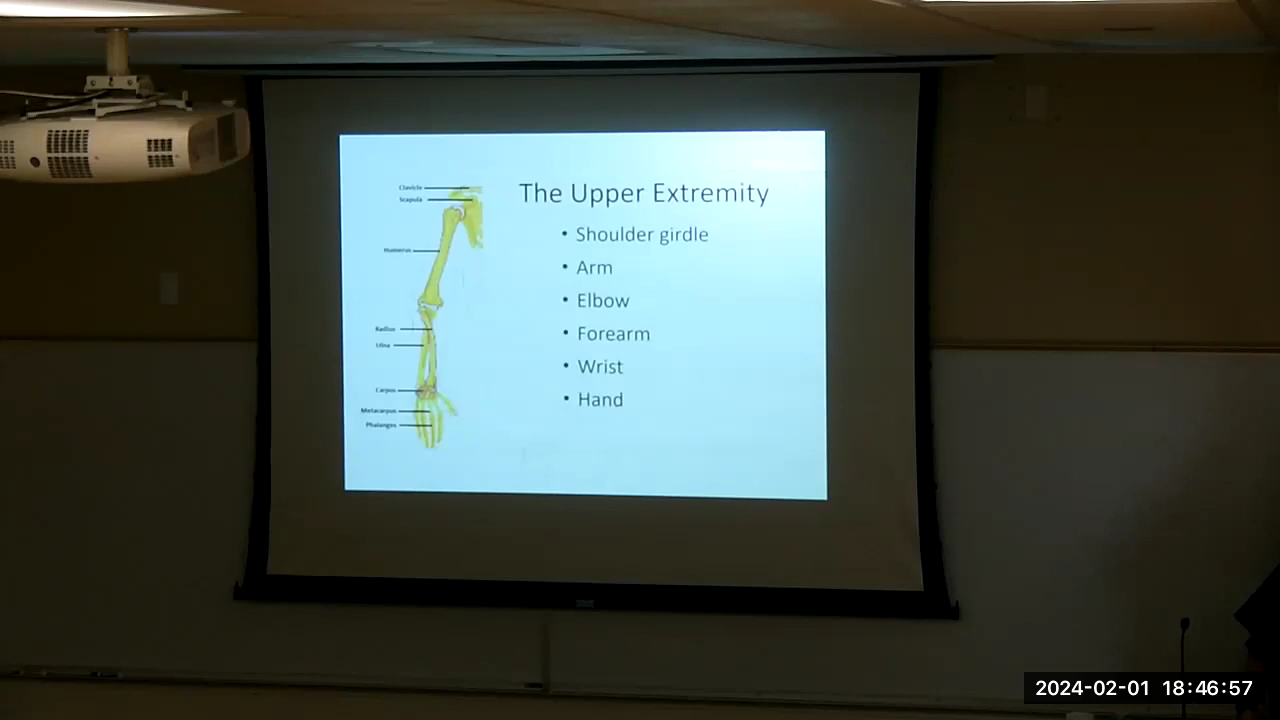 Clavicle
Scapula
Humerus
Radius
Ulna
Carpus
Metacarpus
Phalanges
The Upper Extremity
• Shoulder girdle
• Arm
• Elbow
• Forearm
• Wrist
• Hand
2024-02-01 18:46:57